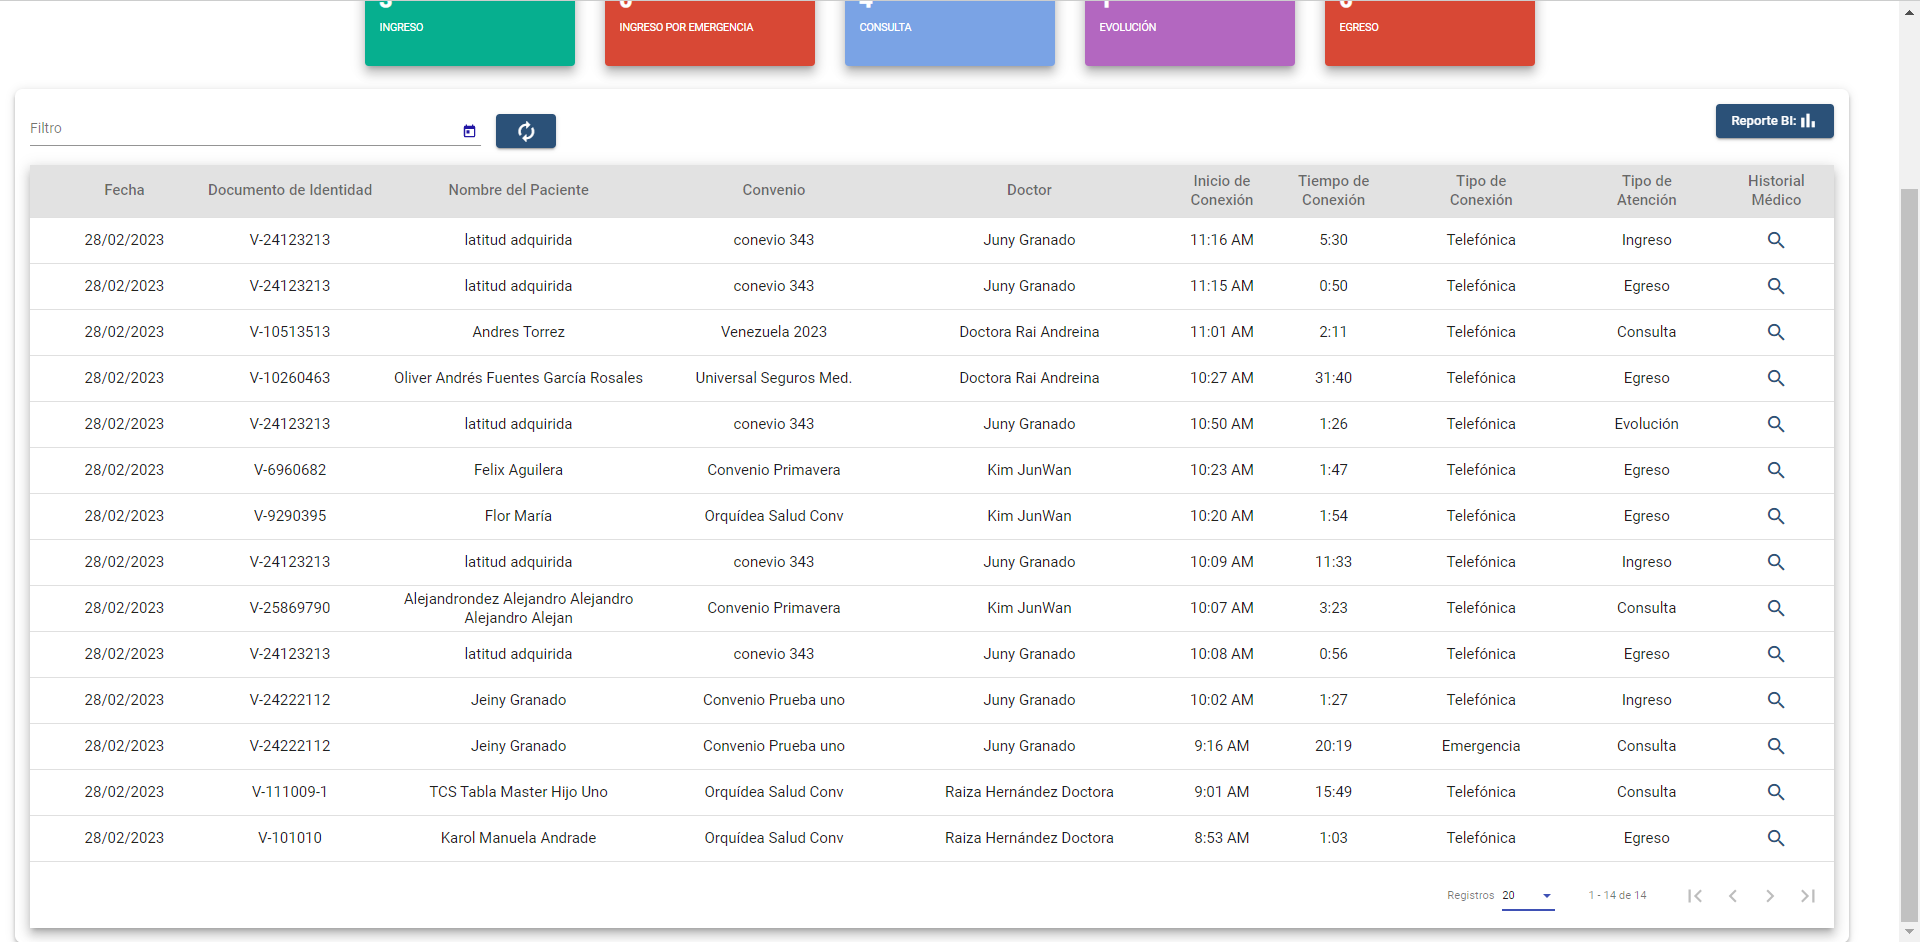 INGRESO
INGRESO POR EMERGENCIA
CONSULTA
EVOLUCIÓN
EGRESO
Filtro
Reporte BI:
Fecha Documento de Identidad Nombre del Paciente Convenio Doctor Inicio de Conexión Tiempo de Conexión Tipo de Conexión Tipo de Atención Historial Médico
28/02/2023 V-24123213 latitud adquirida conevio 343 Juny Granado 11:16 AM 5:30 Telefónica Ingreso
28/02/2023 V-24123213 latitud adquirida conevio 343 Juny Granado 11:15 AM 0:50 Telefónica Egreso
28/02/2023 V-10513513 Andres Torrez Venezuela 2023 Doctora Rai Andreina 11:01 AM 2:11 Telefónica Consulta
28/02/2023 V-10260463 Oliver Andrés Fuentes García Rosales Universal Seguros Med. Doctora Rai Andreina 10:27 AM 31:40 Telefónica Egreso
28/02/2023 V-24123213 latitud adquirida conevio 343 Juny Granado 10:50 AM 1:26 Telefónica Evolución
28/02/2023 V-6960682 Felix Aguilera Convenio Primavera Kim JunWan 10:23 AM 1:47 Telefónica Egreso
28/02/2023 V-9290395 Flor María Orquídea Salud Conv Kim JunWan 10:20 AM 1:54 Telefónica Egreso
28/02/2023 V-24123213 latitud adquirida conevio 343 Juny Granado 10:09 AM 11:33 Telefónica Ingreso
28/02/2023 V-25869790 Alejandrondez Alejandro Alejandro Alejandro Alejan Convenio Primavera Kim JunWan 10:07 AM 3:23 Telefónica Consulta
28/02/2023 V-24123213 latitud adquirida conevio 343 Juny Granado 10:08 AM 0:56 Telefónica Egreso
28/02/2023 V-24222112 Jeiny Granado Convenio Prueba uno Juny Granado 10:02 AM 1:27 Telefónica Ingreso
28/02/2023 V-24222112 Jeiny Granado Convenio Prueba uno Juny Granado 9:16 AM 20:19 Emergencia Consulta
28/02/2023 V-111009-1 TCS Tabla Master Hijo Uno Orquídea Salud Conv Raiza Hernández Doctora 9:01 AM 15:49 Telefónica Consulta
28/02/2023 V-101010 Karol Manuela Andrade Orquídea Salud Conv Raiza Hernández Doctora 8:53 AM 1:03 Telefónica Egreso
Registros 20 1 - 14 de 14